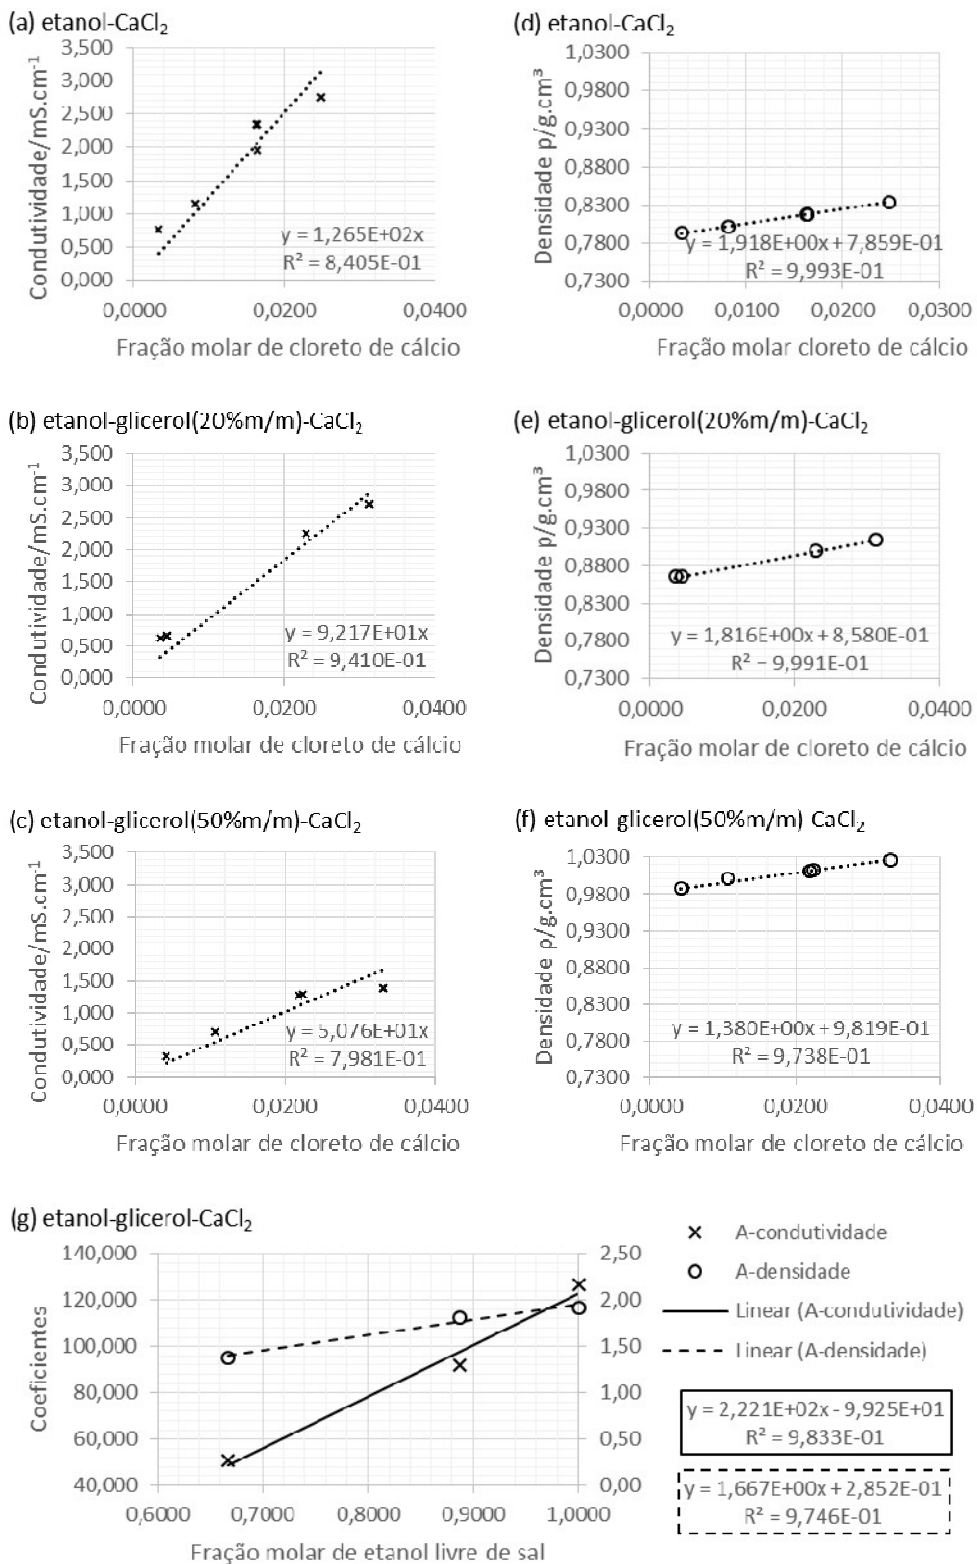 (a) etanol-CaCl₂
3,500
3,000
2,500
2,000
1,500
1,000
0,500
0,000
Condutividade/mS.cm⁻¹
y = 1,265E+02x
R² = 8,405E-01
0,0000 0,0200 0,0400
Fração molar de cloreto de cálcio
(d) etanol-CaCl₂
1,0300
0,9800
0,9300
0,8800
0,8300
0,7800
0,7300
Densidade p/g.cm³
y = 1,918E+00x + 7,859E-01
R² = 9,993E-01
0,0000 0,0100 0,0200 0,0300
Fração molar cloreto de cálcio
(b) etanol-glicerol(20%m/m)-CaCl₂
3,500
3,000
2,500
2,000
1,500
1,000
0,500
0,000
Condutividade/mS.cm⁻¹
y = 9,217E+01x
R² = 9,410E-01
0,0000 0,0200 0,0400
Fração molar de cloreto de cálcio
(e) etanol-glicerol(20%m/m)-CaCl₂
1,0300
0,9800
0,9300
0,8800
0,8300
0,7800
0,7300
Densidade p/g.cm³
y = 1,816E+00x + 8,580E-01
R² – 9,991E-01
0,0000 0,0200 0,0400
Fração molar de cloreto de cálcio
(c) etanol-glicerol(50%m/m)-CaCl₂
3,500
3,000
2,500
2,000
1,500
1,000
0,500
0,000
Condutividade/mS.cm⁻¹
y = 5,076E+01x
R² = 7,981E-01
0,0000 0,0200 0,0400
Fração molar de cloreto de cálcio
(f) etanol glicerol(50%m/m) CaCl₂
1,0300
0,9800
0,9300
0,8800
0,8300
0,7800
0,7300
Densidade p/g.cm³
y = 1,380E+00x + 9,819E-01
R² = 9,738E-01
0,0000 0,0200 0,0400
Fração molar de cloreto de cálcio
(g) etanol-glicerol-CaCl₂
140,000
120,000
100,000
80,000
60,000
40,000
Coeficientes
2,50
2,00
1,50
1,00
0,50
0,00
0,6000 0,7000 0,8000 0,9000 1,0000
Fração molar de etanol livre de sal
A-condutividade
A-densidade
Linear (A-condutividade)
Linear (A-densidade)
y = 2,221E+02x - 9,925E+01
R² = 9,833E-01
y = 1,667E+00x + 2,852E-01
R² = 9,746E-01